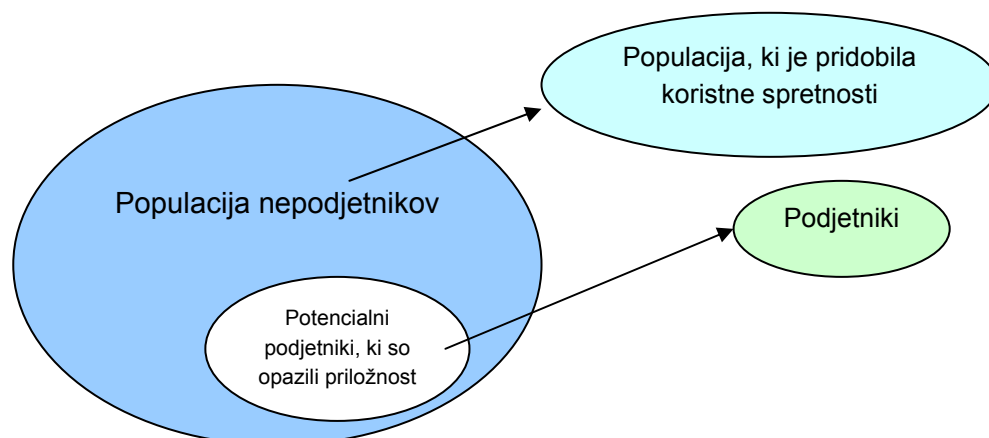 Populacija, ki je pridobila
koristne spretnosti
Populacija nepodjetnikov
Podjetniki
Potencialni
podjetniki, ki so
opazili priložnost